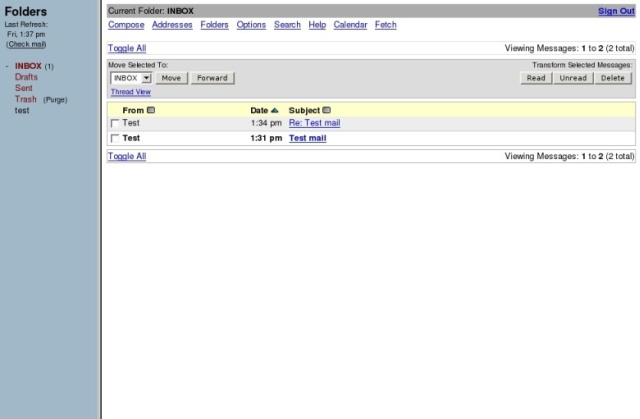 Folders
Last Refresh:
Fri, 1:37 pm
(Check mail)
- INBOX (1)
Drafts
Sent
Trash (Purge)
test
Current Folder: INBOX Sign Out
Compose Addresses Folders Options Search Help Calendar Fetch
Toggle All Viewing Messages: 1 to 2 (2 total)
Move Selected To: Transform Selected Messages:
INBOX Move Forward Read Unread Delete
Thread View
From Date Subject
Test 1:34 pm Re: Test mail
Test 1:31 pm Test mail
Toggle All Viewing Messages: 1 to 2 (2 total)